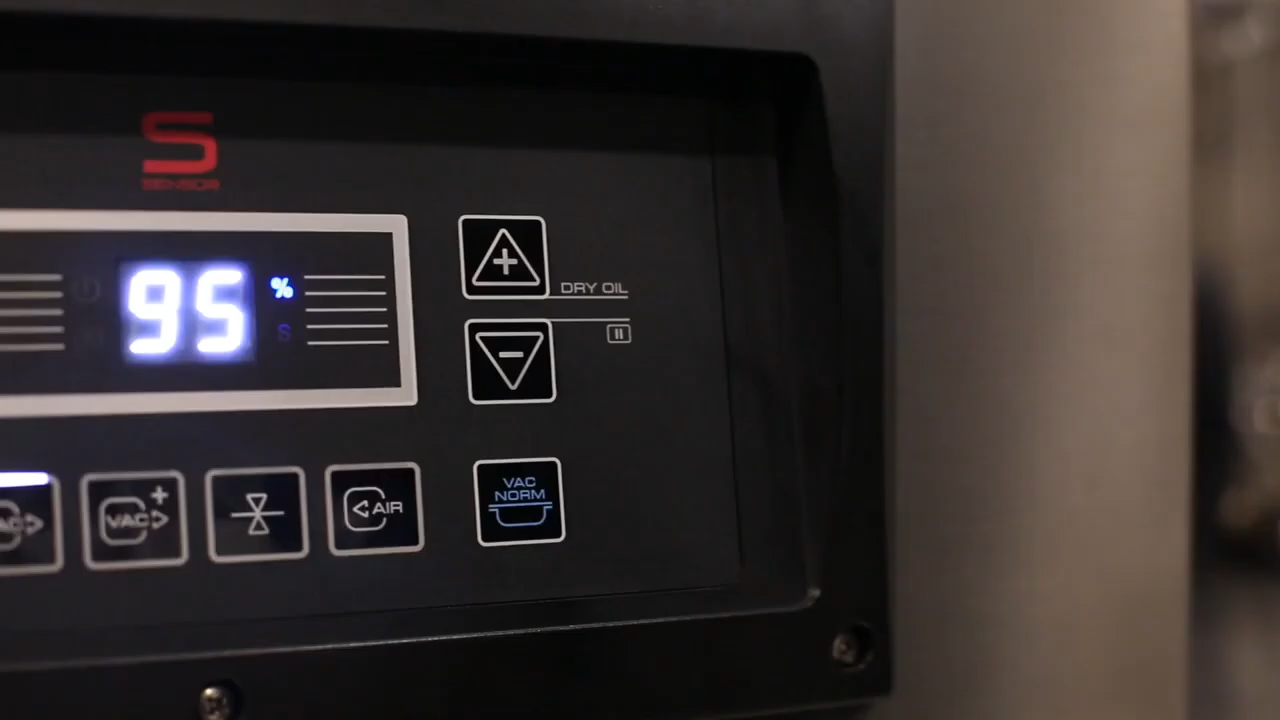 S
SENSOR
95 %
S
+
DRY OIL
−
VAC+
AIR
VAC
NORM